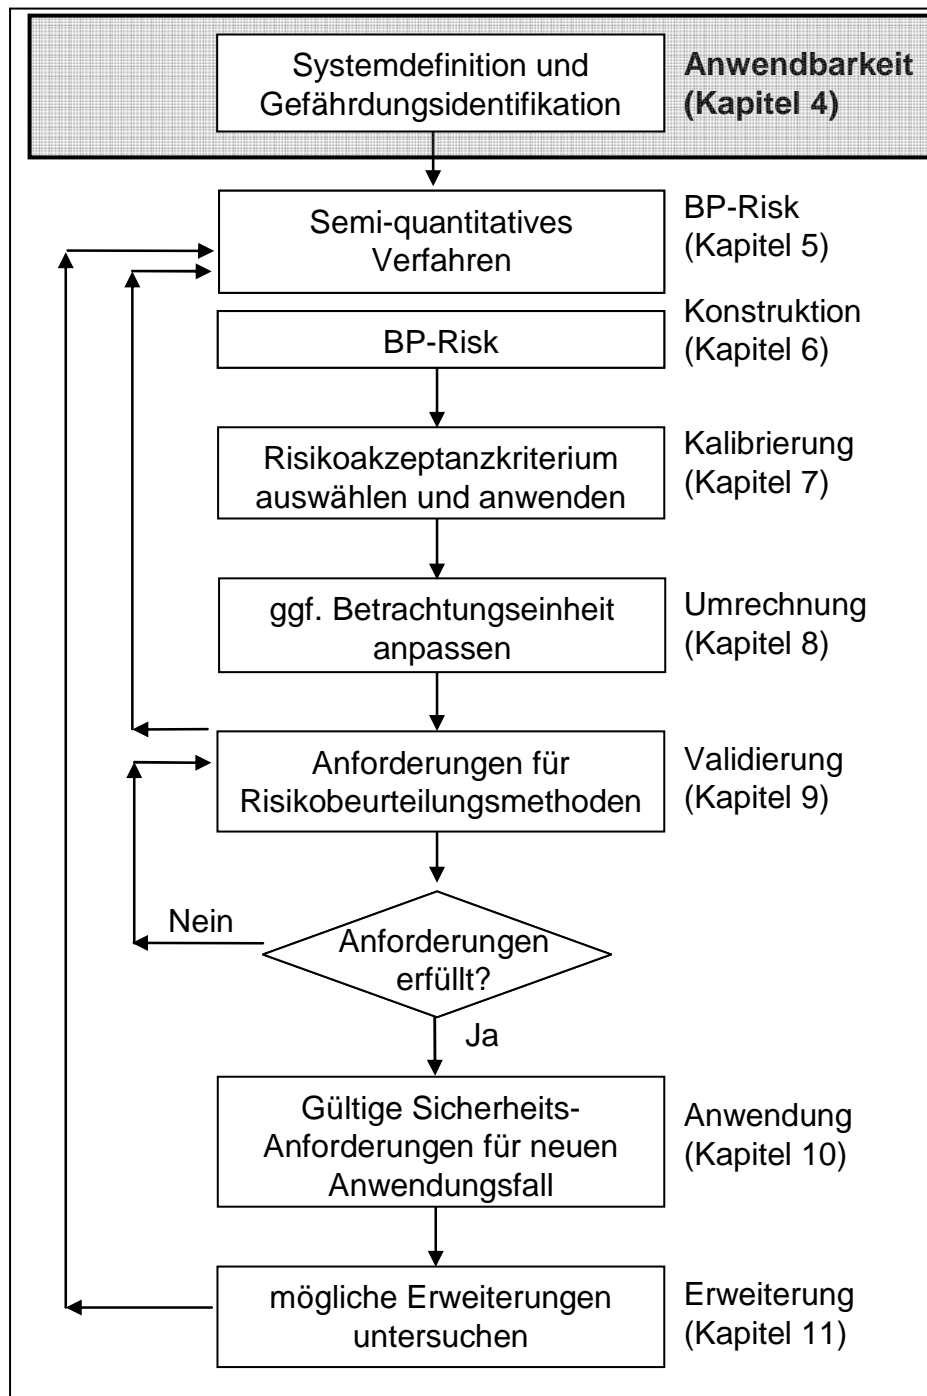 Systemdefinition und
Gefährdungsidentifikation
Anwendbarkeit
(Kapitel 4)
Semi-quantitatives
Verfahren
BP-Risk
(Kapitel 5)
BP-Risk
Konstruktion
(Kapitel 6)
Risikoakzeptanzkriterium
auswählen und anwenden
Kalibrierung
(Kapitel 7)
ggf. Betrachtungseinheit
anpassen
Umrechnung
(Kapitel 8)
Anforderungen für
Risikobeurteilungsmethoden
Validierung
(Kapitel 9)
Nein
Anforderungen
erfüllt?
Ja
Gültige Sicherheits-
Anforderungen für neuen
Anwendungsfall
Anwendung
(Kapitel 10)
mögliche Erweiterungen
untersuchen
Erweiterung
(Kapitel 11)